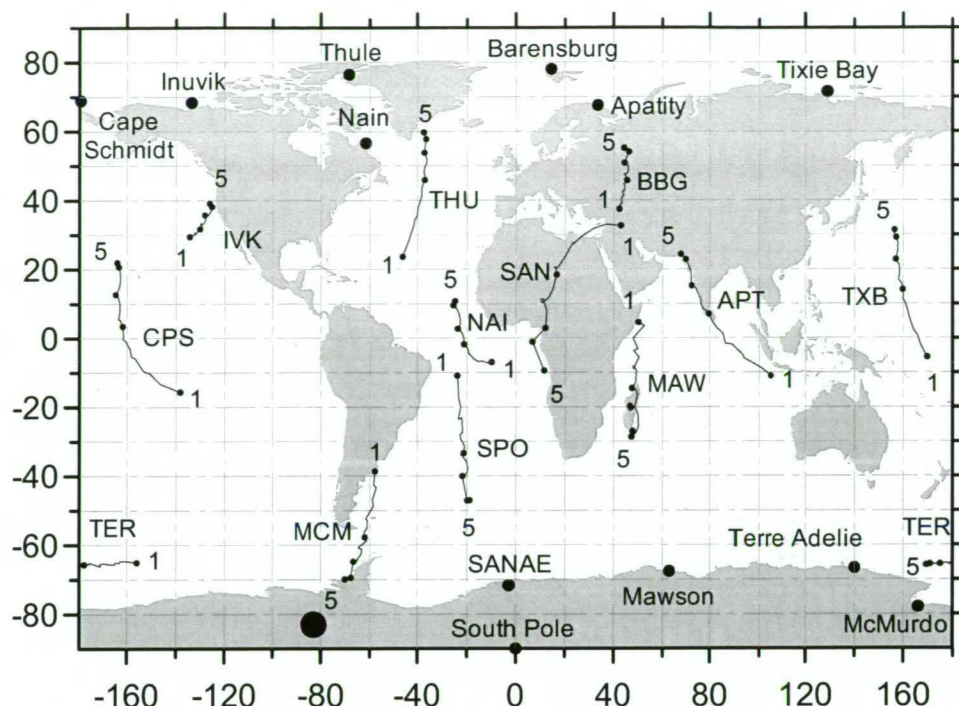 80
60
40
20
0
-20
-40
-60
-80
Thule
Barensburg
Inuvik
Tixie Bay
Cape
Schmidt
Nain
Apatity
5
5
BBG
5
THU
1
IVK
1
5
5
1
1
5
SAN
5
CPS
NAI
1
APT
TXB
1
1
1
MAW
1
1
5
SPO
1
5
5
TER
1
MCM
5
SANAE
Terre Adelie
TER
5
Mawson
McMurdo
South Pole
-160
-120
-80
-40
0
40
80
120
160